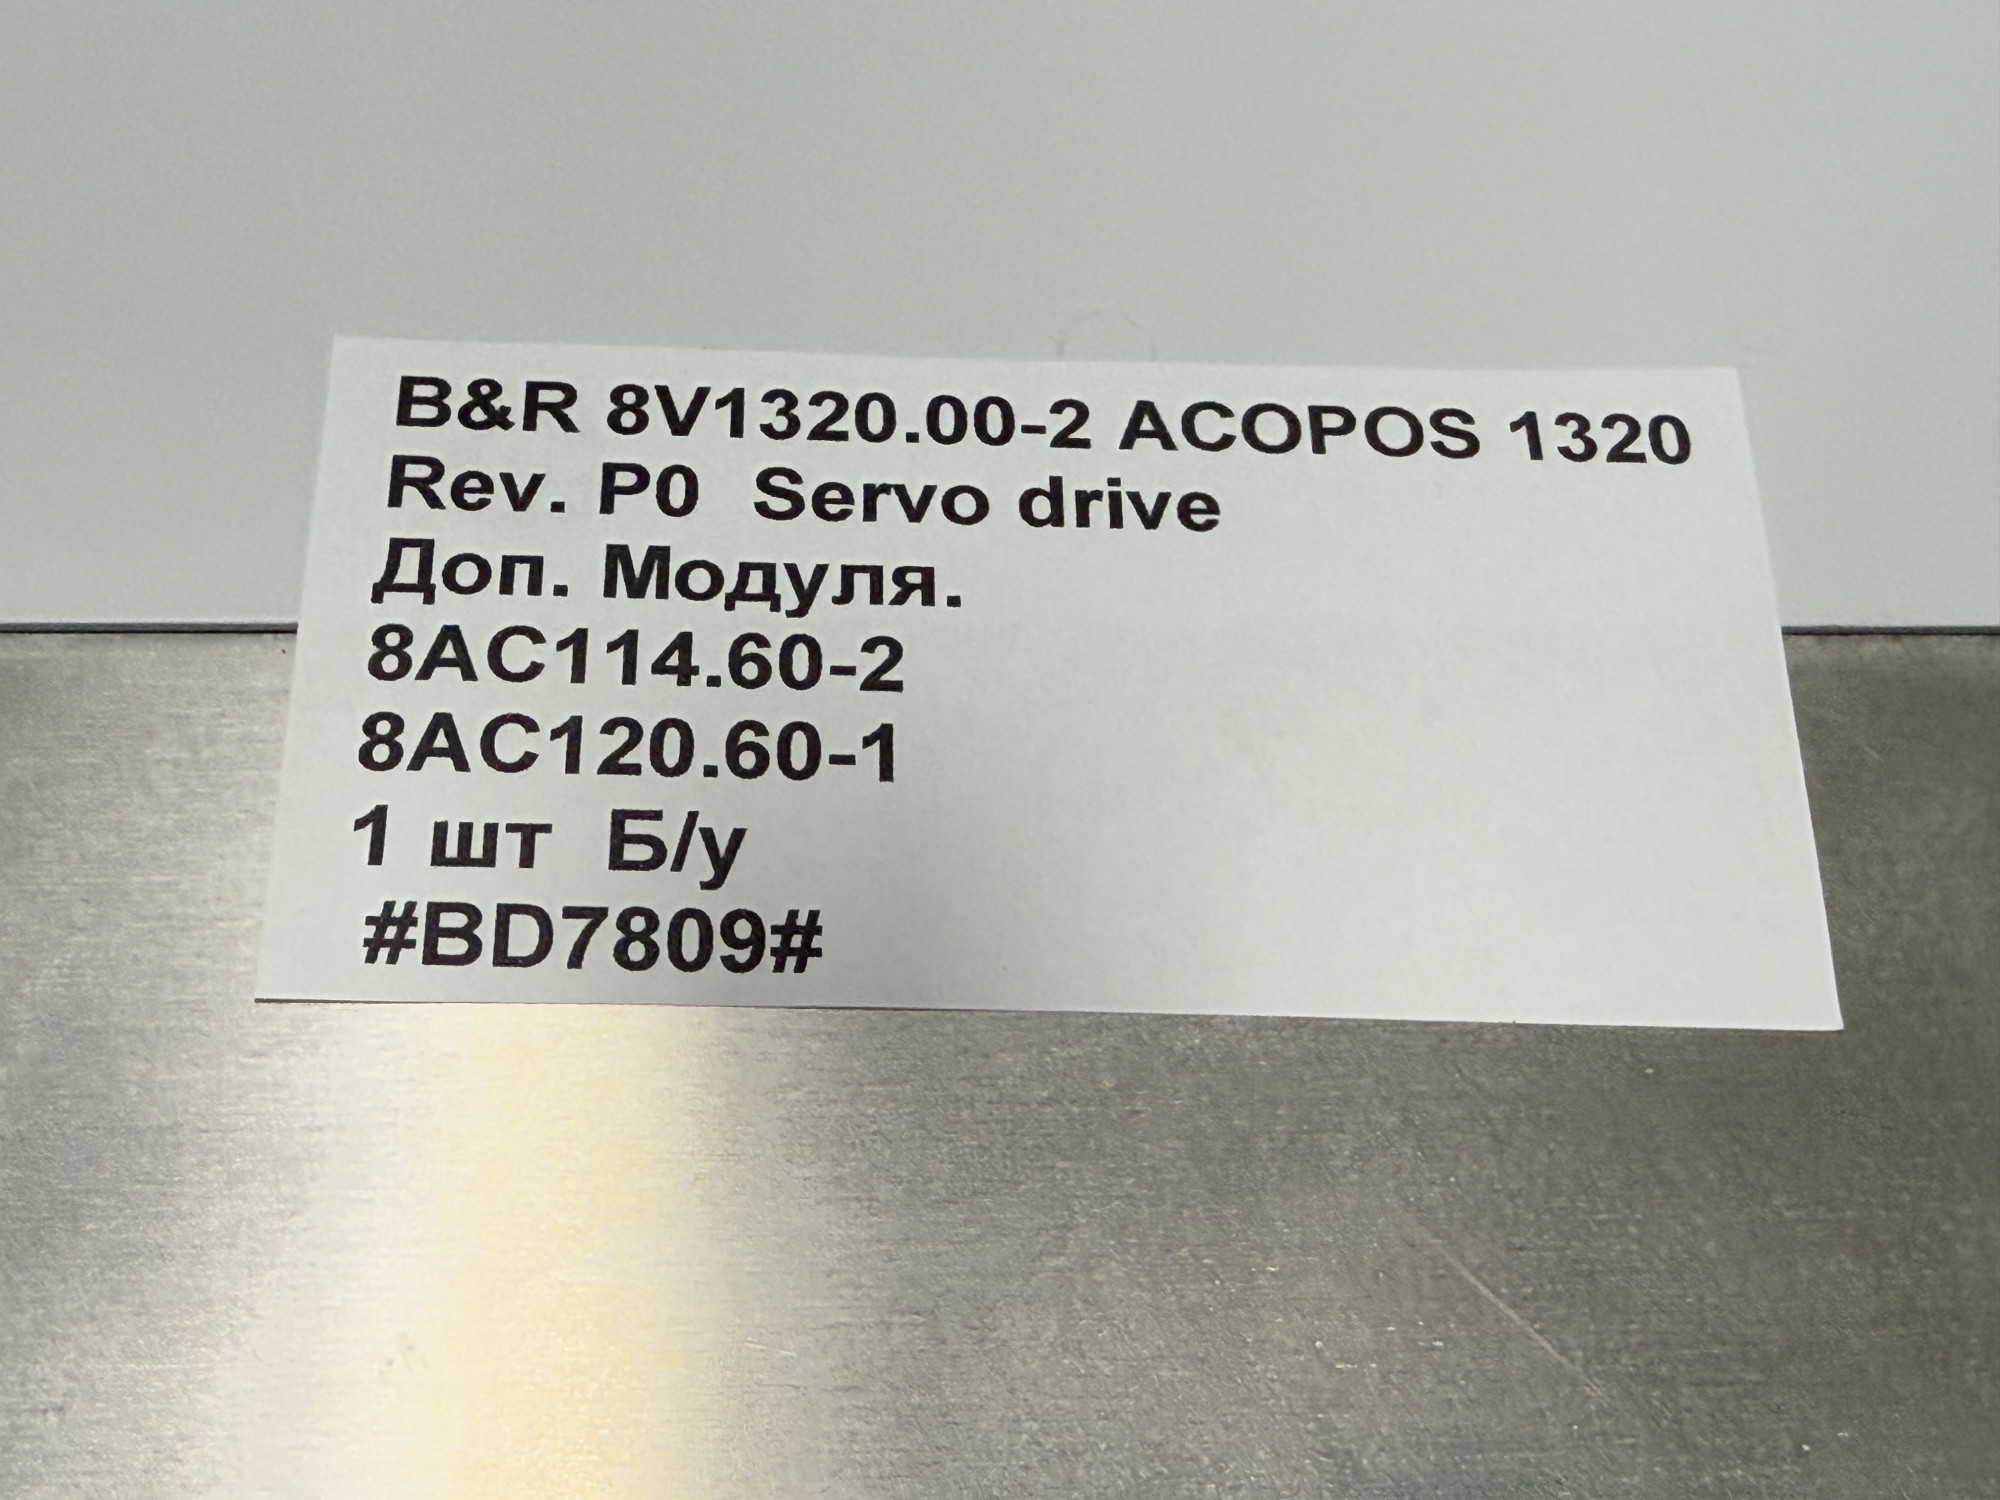 B&R 8V1320.00-2 ACOPOS 1320
Rev. P0  Servo drive
Доп. Модуля.
8AC114.60-2
8AC120.60-1
1 шт  Б/у
#BD7809#